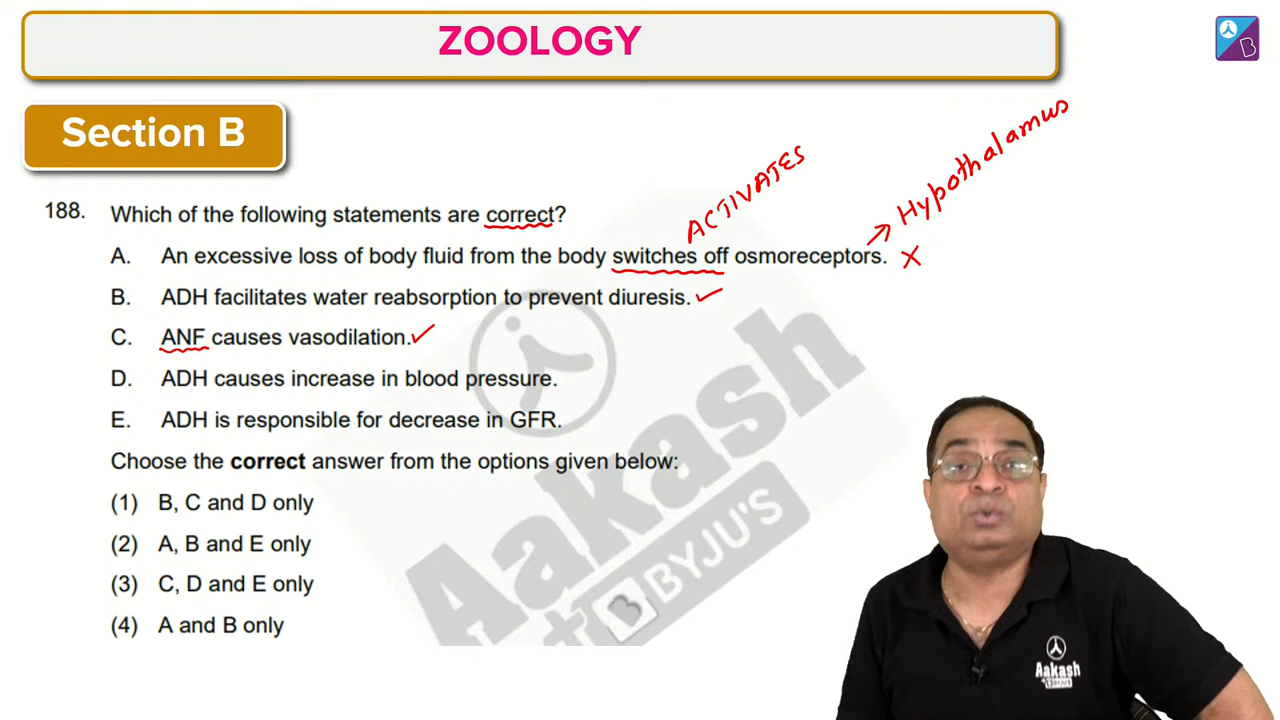 ZOOLOGY
Section B
Hypothalamus
ACTIVATES
188. Which of the following statements are correct?
A. An excessive loss of body fluid from the body switches off osmoreceptors. → X
B. ADH facilitates water reabsorption to prevent diuresis. ✓
C. ANF causes vasodilation. ✓
D. ADH causes increase in blood pressure.
E. ADH is responsible for decrease in GFR.
Choose the correct answer from the options given below:
(1) B, C and D only
(2) A, B and E only
(3) C, D and E only
(4) A and B only
Aakash
BYJU'S
Aakash
BYJU'S